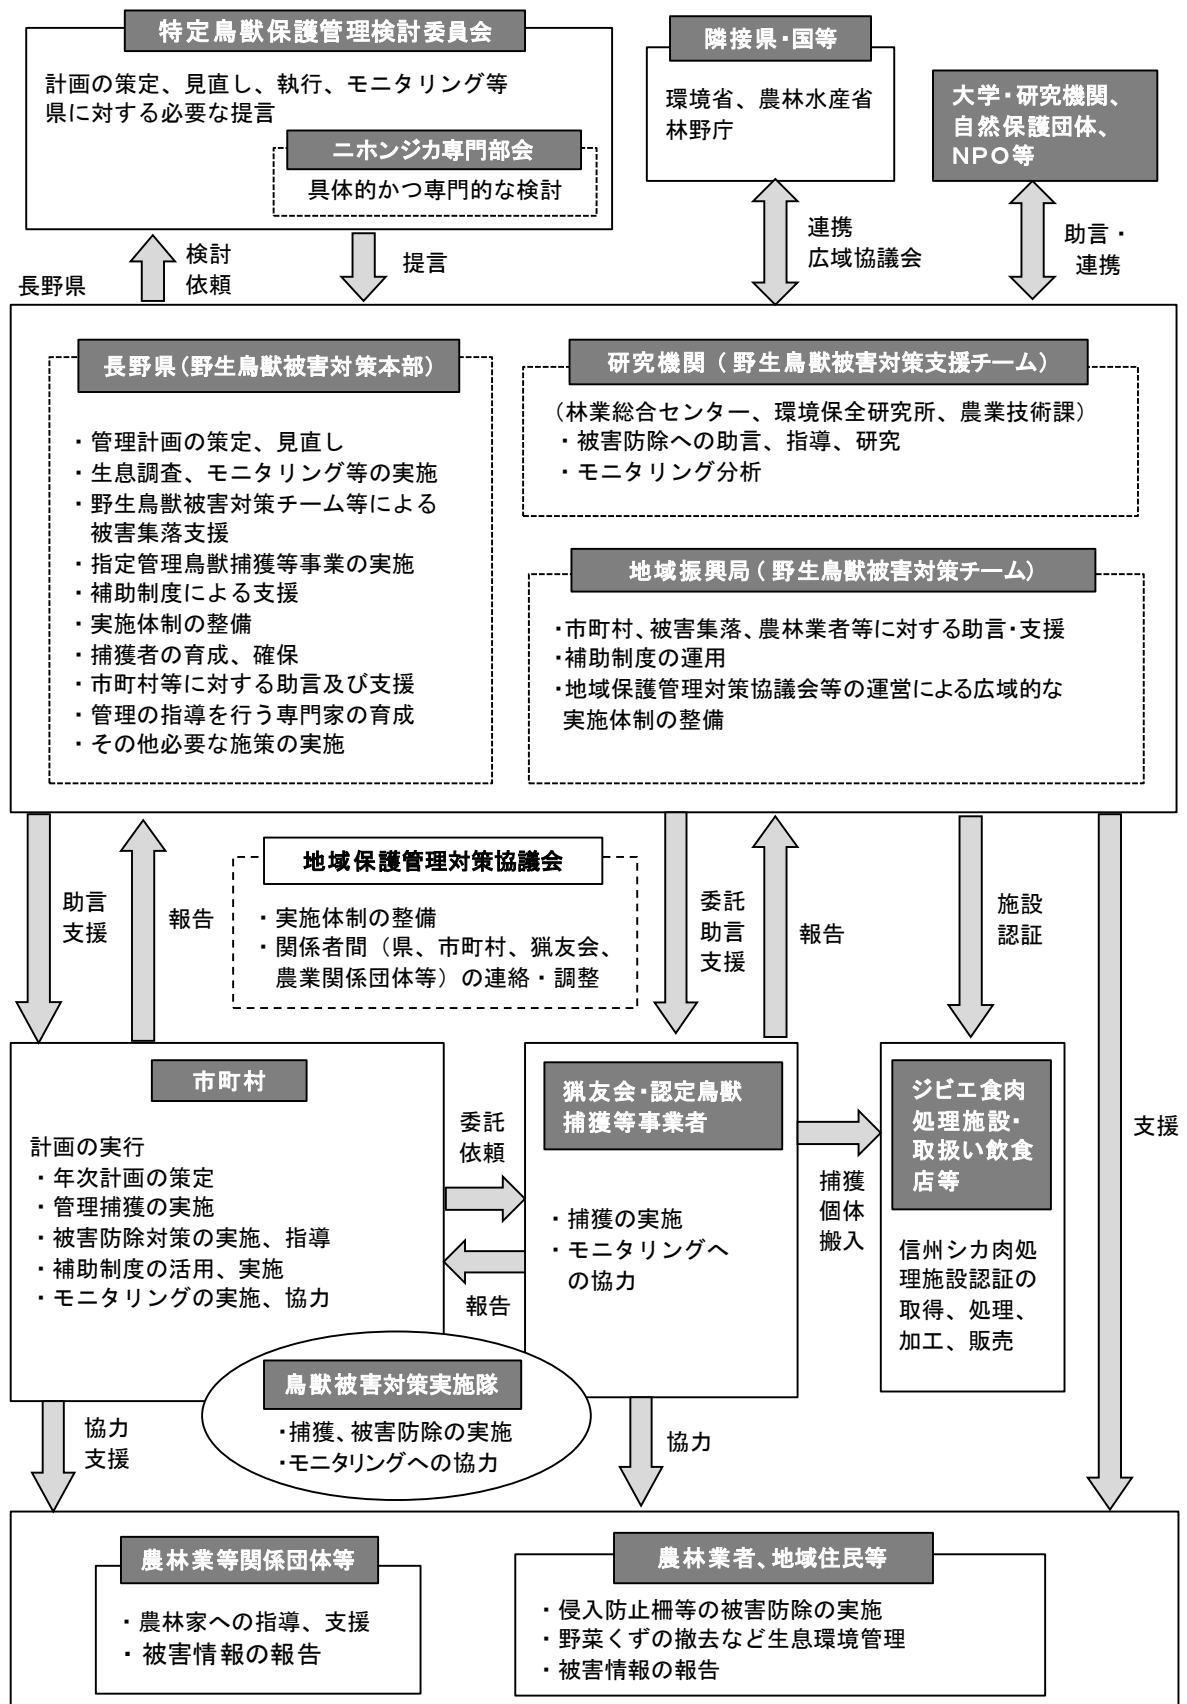 特定鳥獣保護管理検討委員会
計画の策定、見直し、執行、モニタリング等
県に対する必要な提言
ニホンジカ専門部会
具体的かつ専門的な検討
隣接県・国等
環境省、農林水産省
林野庁
大学・研究機関、
自然保護団体、
NPO等
検討
依頼
提言
連携
広域協議会
助言・
連携
長野県
長野県(野生鳥獣被害対策本部)
・管理計画の策定、見直し
・生息調査、モニタリング等の実施
・野生鳥獣被害対策チーム等による
被害集落支援
・指定管理鳥獣捕獲等事業の実施
・補助制度による支援
・実施体制の整備
・捕獲者の育成、確保
・市町村等に対する助言及び支援
・管理の指導を行う専門家の育成
・その他必要な施策の実施
研究機関(野生鳥獣被害対策支援チーム)
(林業総合センター、環境保全研究所、農業技術課)
・被害防除への助言、指導、研究
・モニタリング分析
地域振興局(野生鳥獣被害対策チーム)
・市町村、被害集落、農林業者等に対する助言・支援
・補助制度の運用
・地域保護管理対策協議会等の運営による広域的な
実施体制の整備
助言
支援
報告
地域保護管理対策協議会
・実施体制の整備
・関係者間(県、市町村、猟友会、
農業関係団体等)の連絡・調整
委託
助言
支援
報告
施設
認証
支援
市町村
計画の実行
・年次計画の策定
・管理捕獲の実施
・被害防除対策の実施、指導
・補助制度の活用、実施
・モニタリングの実施、協力
委託
依頼
報告
猟友会・認定鳥獣
捕獲等事業者
・捕獲の実施
・モニタリングへ
の協力
捕獲
個体
搬入
ジビエ食肉
処理施設・
取扱い飲食
店等
信州シカ肉処
理施設認証の
取得、処理、
加工、販売
鳥獣被害対策実施隊
・捕獲、被害防除の実施
・モニタリングへの協力
協力
支援
協力
農林業等関係団体等
・農林家への指導、支援
・被害情報の報告
農林業者、地域住民等
・侵入防止柵等の被害防除の実施
・野菜くずの撤去など生息環境管理
・被害情報の報告